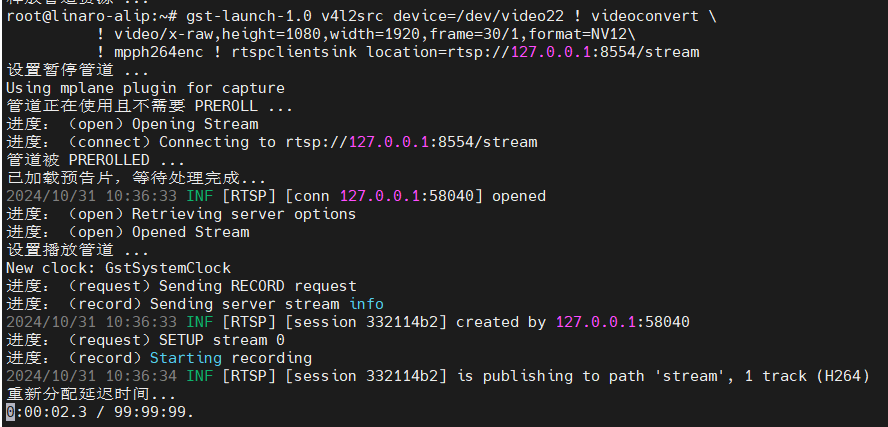 root@linaro-alip:~# gst-launch-1.0 v4l2src device=/dev/video22 ! videoconvert \
! video/x-raw,height=1080,width=1920,frame=30/1,format=NV12\
! mpph264enc ! rtspclientsink location=rtsp://127.0.0.1:8554/stream
设置暂停管道 ...
Using mplane plugin for capture
管道正在使用且不需要 PREROLL ...
进度：（open）Opening Stream
进度：（connect）Connecting to rtsp://127.0.0.1:8554/stream
管道被 PREROLLED ...
已加载预告片，等待处理完成...
2024/10/31 10:36:33 INF [RTSP] [conn 127.0.0.1:58040] opened
进度：（open）Retrieving server options
进度：（open）Opened Stream
设置播放管道 ...
New clock: GstSystemClock
进度：（request）Sending RECORD request
进度：（record）Sending server stream info
2024/10/31 10:36:33 INF [RTSP] [session 332114b2] created by 127.0.0.1:58040
进度：（request）SETUP stream 0
进度：（record）Starting recording
2024/10/31 10:36:34 INF [RTSP] [session 332114b2] is publishing to path 'stream', 1 track (H264)
重新分配延迟时间...
0:00:02.3 / 99:99:99.